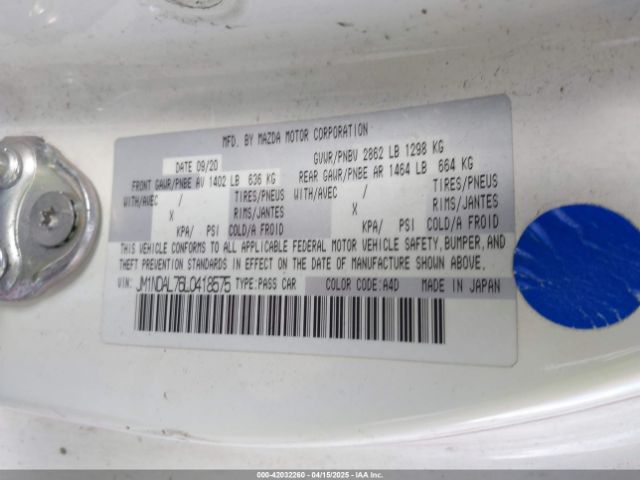 MFD. BY MAZDA MOTOR CORPORATION
DATE 09/20 GVWR/PNBV 2862 LB 1298 KG
FRONT GAWR/PNBE AV 1402 LB 636 KG REAR GAWR/PNBE AR 1464 LB 664 KG
WITH/AVEC / TIRES/PNEUS WITH/AVEC / TIRES/PNEUS
X RIMS/JANTES X RIMS/JANTES
KPA/ PSI COLD/A FROID KPA/ PSI COLD/A FROID
THIS VEHICLE CONFORMS TO ALL APPLICABLE FEDERAL MOTOR VEHICLE SAFETY, BUMPER, AND
THEFT PREVENTION STANDARDS IN EFFECT ON THE DATE OF MANUFACTURE SHOWN ABOVE.
VIN: JM1NDAL76L0418575 TYPE:PASS CAR COLOR CODE:A4D MADE IN JAPAN
000-42032260 - 04/15/2025 - IAAI.com